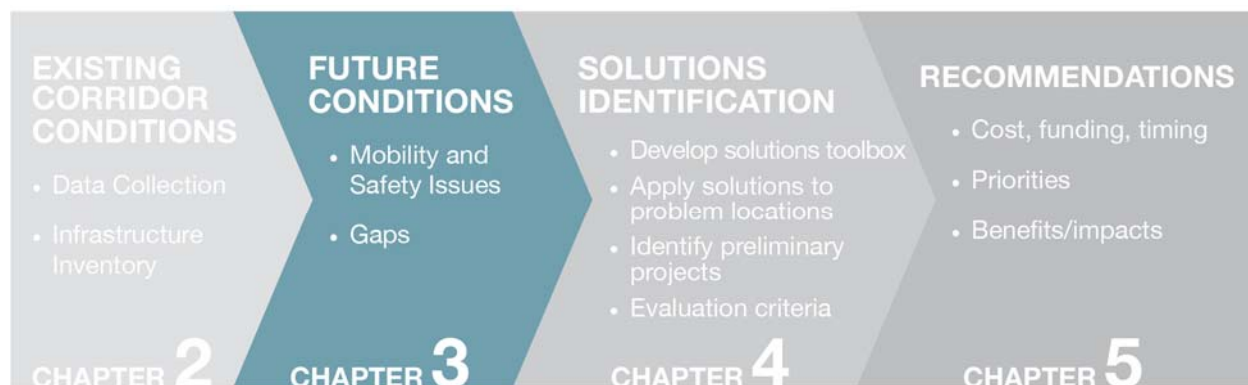 EXISTING
CORRIDOR
CONDITIONS
• Data Collection
• Infrastructure
Inventory
CHAPTER 2
FUTURE
CONDITIONS
• Mobility and
Safety Issues
• Gaps
CHAPTER 3
SOLUTIONS
IDENTIFICATION
• Develop solutions toolbox
• Apply solutions to
problem locations
• Identify preliminary
projects
• Evaluation criteria
CHAPTER 4
RECOMMENDATIONS
• Cost, funding, timing
• Priorities
• Benefits/impacts
CHAPTER 5